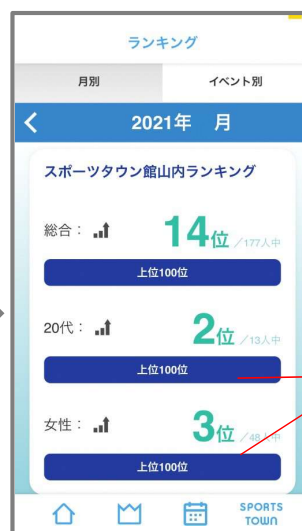 ランキング
月別 イベント別
2021年 月
スポーツタウン館山内ランキング
総合： 14位 ／177人中
上位100位
20代： 2位 ／13人中
上位100位
女性： 3位 ／48人中
上位100位
SPORTS
TOWN